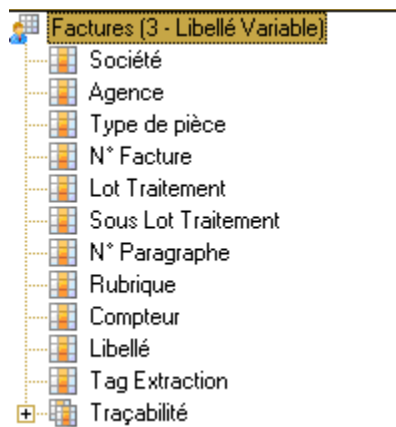 Factures (3 - Libellé Variable)
Société
Agence
Type de pièce
N° Facture
Lot Traitement
Sous Lot Traitement
N° Paragraphe
Rubrique
Compteur
Libellé
Tag Extraction
Traçabilité